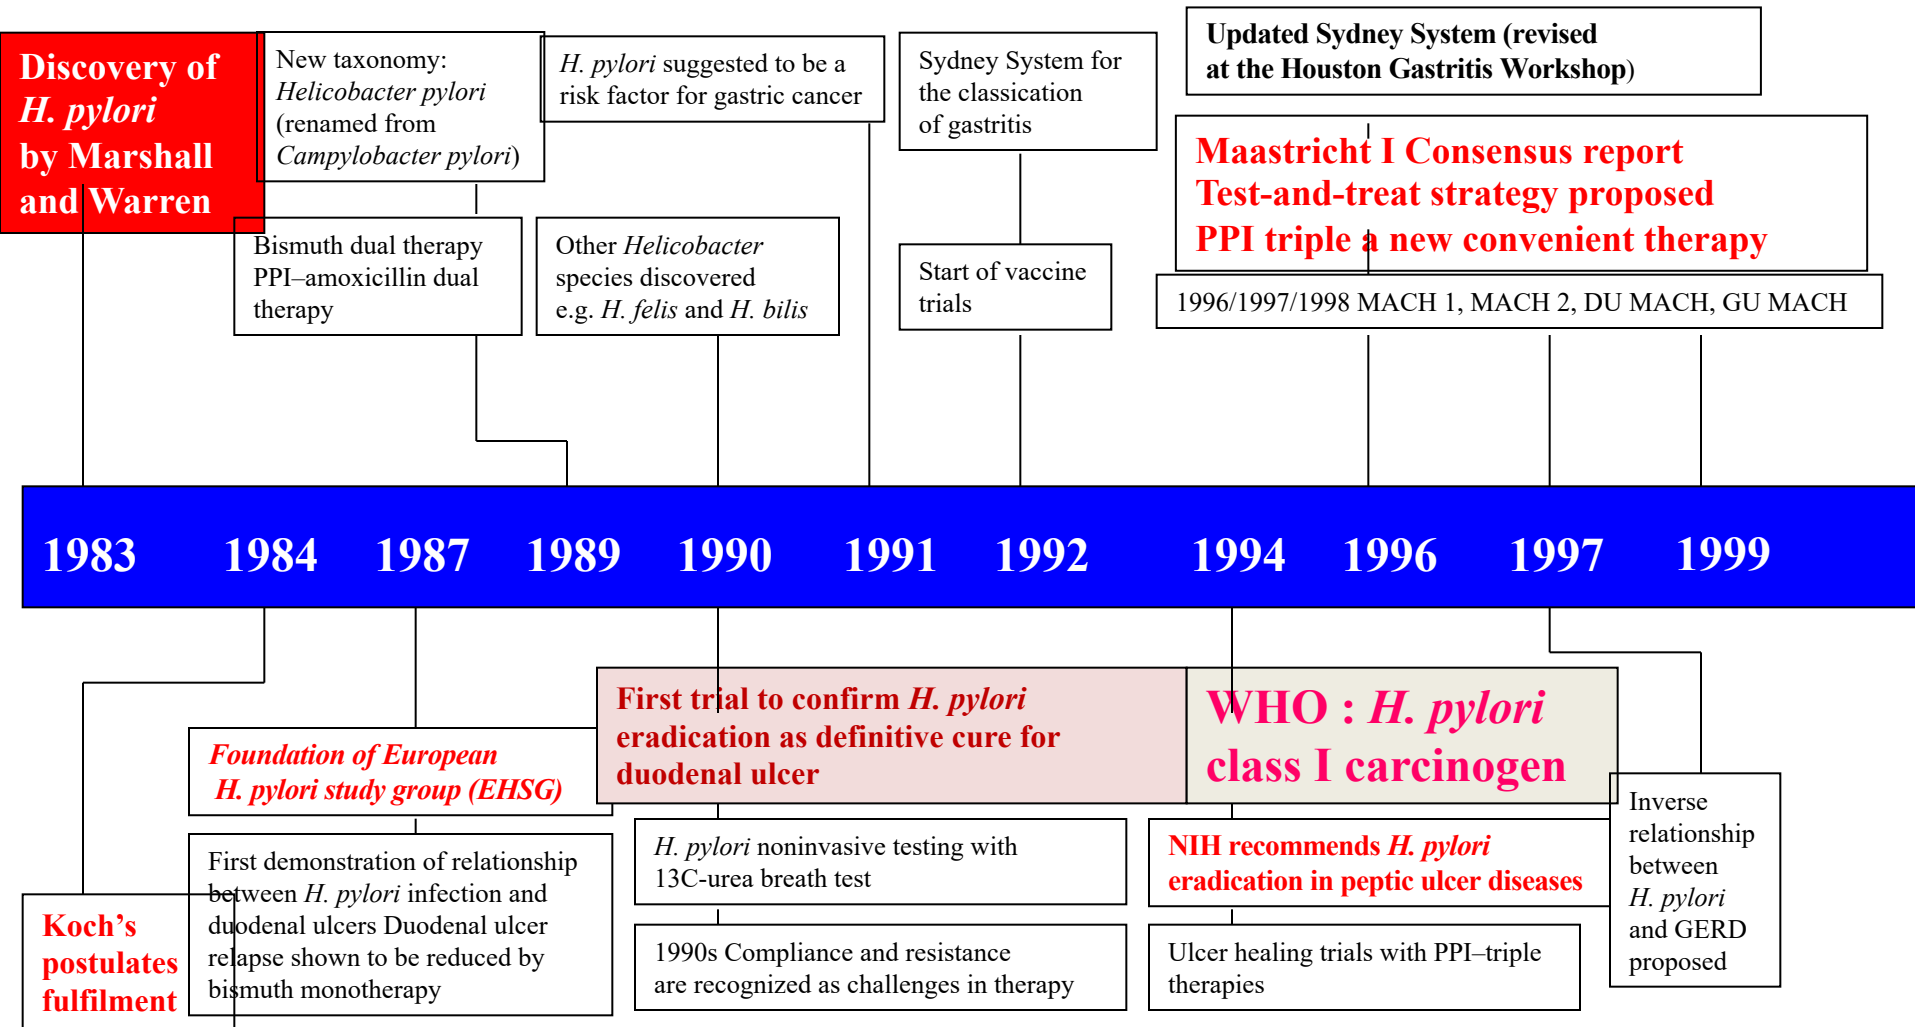 Discovery of
H. pylori
by Marshall
and Warren
New taxonomy:
Helicobacter pylori
(renamed from
Campylobacter pylori)
H. pylori suggested to be a
risk factor for gastric cancer
Sydney System for
the classication
of gastritis
Updated Sydney System (revised
at the Houston Gastritis Workshop)
Maastricht I Consensus report
Test-and-treat strategy proposed
PPI triple a new convenient therapy
Bismuth dual therapy
PPI–amoxicillin dual
therapy
Other Helicobacter
species discovered
e.g. H. felis and H. bilis
Start of vaccine
trials
1996/1997/1998 MACH 1, MACH 2, DU MACH, GU MACH
1983 1984 1987 1989 1990 1991 1992 1994 1996 1997 1999
Koch’s
postulates
fulfilment
Foundation of European
H. pylori study group (EHSG)
First demonstration of relationship
between H. pylori infection and
duodenal ulcers Duodenal ulcer
relapse shown to be reduced by
bismuth monotherapy
First trial to confirm H. pylori
eradication as definitive cure for
duodenal ulcer
H. pylori noninvasive testing with
13C-urea breath test
1990s Compliance and resistance
are recognized as challenges in therapy
WHO : H. pylori
class I carcinogen
NIH recommends H. pylori
eradication in peptic ulcer diseases
Ulcer healing trials with PPI–triple
therapies
Inverse
relationship
between
H. pylori
and GERD
proposed